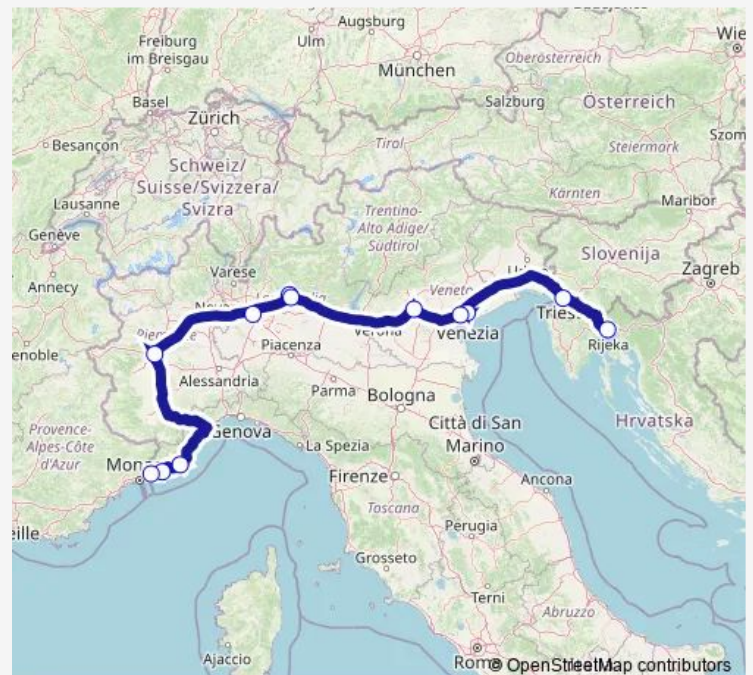 Augsburg
Freiburg
im Breisgau
Ulm
Wie
München
Oberösterreich
Basel
Salzburg
Österreich
Zürich
Szom
Besançon
Tirol
Steiermark
Schweiz/
Suisse/Svizzera/
Svizra
Lausanne
Kärnten
Maribor
Genève
Trentino-
Alto Adige/
Südtirol
Slovenija
Annecy
Varese
Zagreb
Veneto
Triest
Verona
Venezia
Piacenza
Rijeka
enoble
Alessandria
Parma
Bologna
Provence-
Alpes-Côte
d'Azur
Genova
Città di San
Marino
Hrvatska
La Spezia
Firenze
Ancona
eille
Toscana
Perugia
Grosseto
Terni
Abruzzo
Ajaccio
© OpenStreetMap contributors